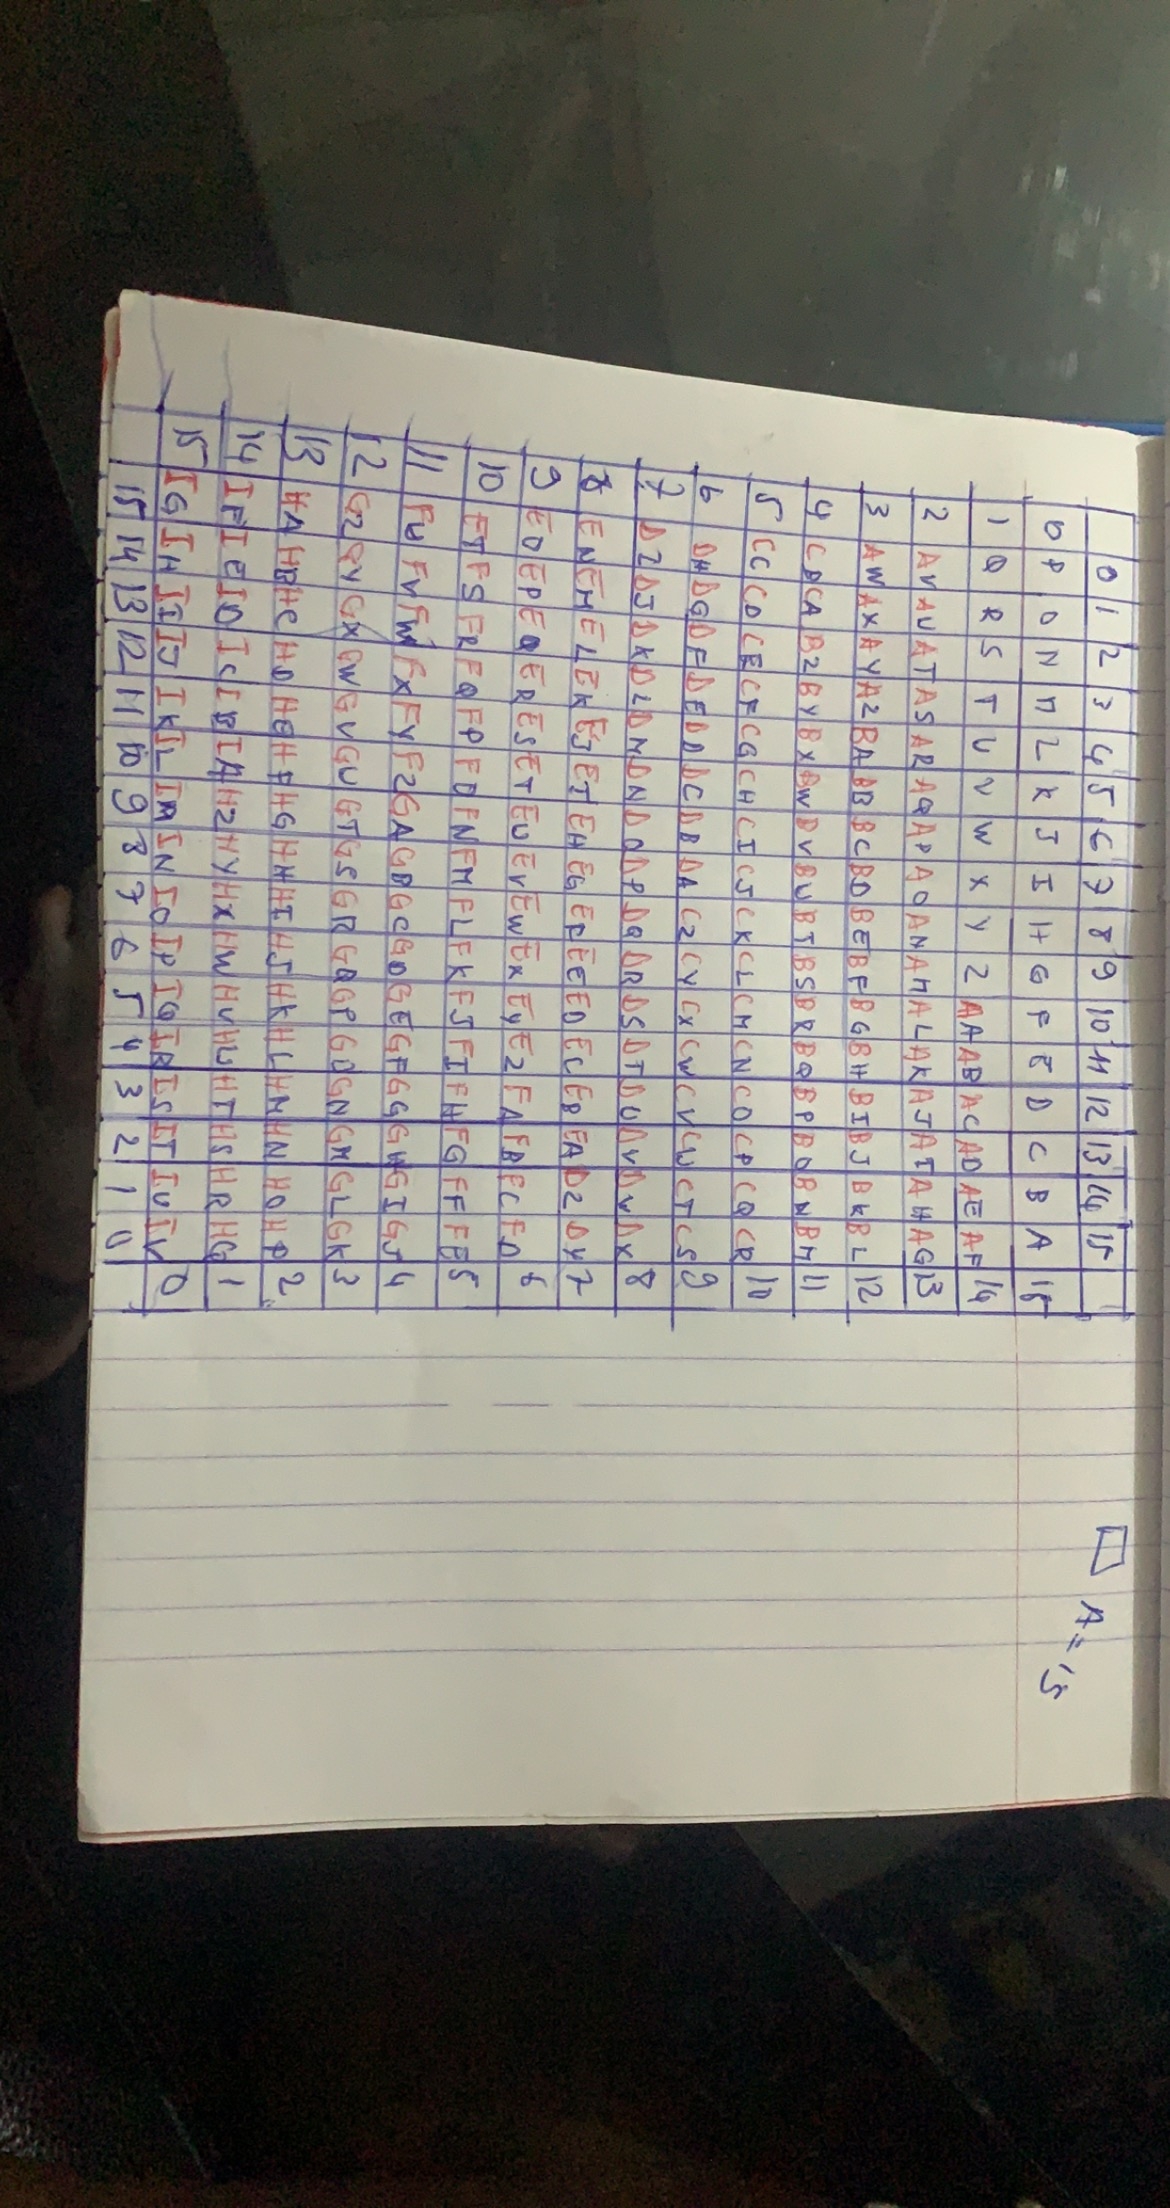 0 1 2 3 4 5 6 7 8 9 10 11 12 13 14 15
0 P O N M L K J I H G F E D C B A 15
1 Q R S T U V W X Y Z AA AB AC AD AE AF 14
2 AV AU AT AS AR AQ AP AO AN AM AL AK AJ AI AH AG 13
3 AW AX AY AZ BA BB BC BD BE BF BG BH BI BJ BK BL 12
4 CB CA BZ BY BX BW BV BU BT BS BR BQ BP BO BN BM 11
5 CC CD CE CF CG CH CI CJ CK CL CM CN CO CP CQ CR 10
6 DH DG DF DE DD DC DB DA CZ CY CX CW CV CU CT CS 9
7 DI DJ DK DL DM DN DO DP DQ DR DS DT DU DV DW DX 8
8 EN EM EL EK EJ EI EH EG EF EE ED EC EB EA DZ DY 7
9 EO EP EQ ER ES ET EU EV EW EX EY EZ FA FB FC FD 6
10 FT FS FR FQ FP FO FN FM FL FK FJ FI FH FG FF FE 5
11 FU FV FW FX FY FZ GA GB GC GD GE GF GG GH GI GJ 4
12 GZ GY GX GW GV GU GT GS GR GQ GP GO GN GM GL GK 3
13 HA HB HC HD HE HF HG HH HI HJ HK HL HM HN HO HP 2
14 IF IE ID IC IB IA HZ HY HX HW HV HU HT HS HR HQ 1
15 IG IH II IJ IK IL IM IN IO IP IQ IR IS IT IU IV 0
15 14 13 12 11 10 9 8 7 6 5 4 3 2 1 0
A = 15